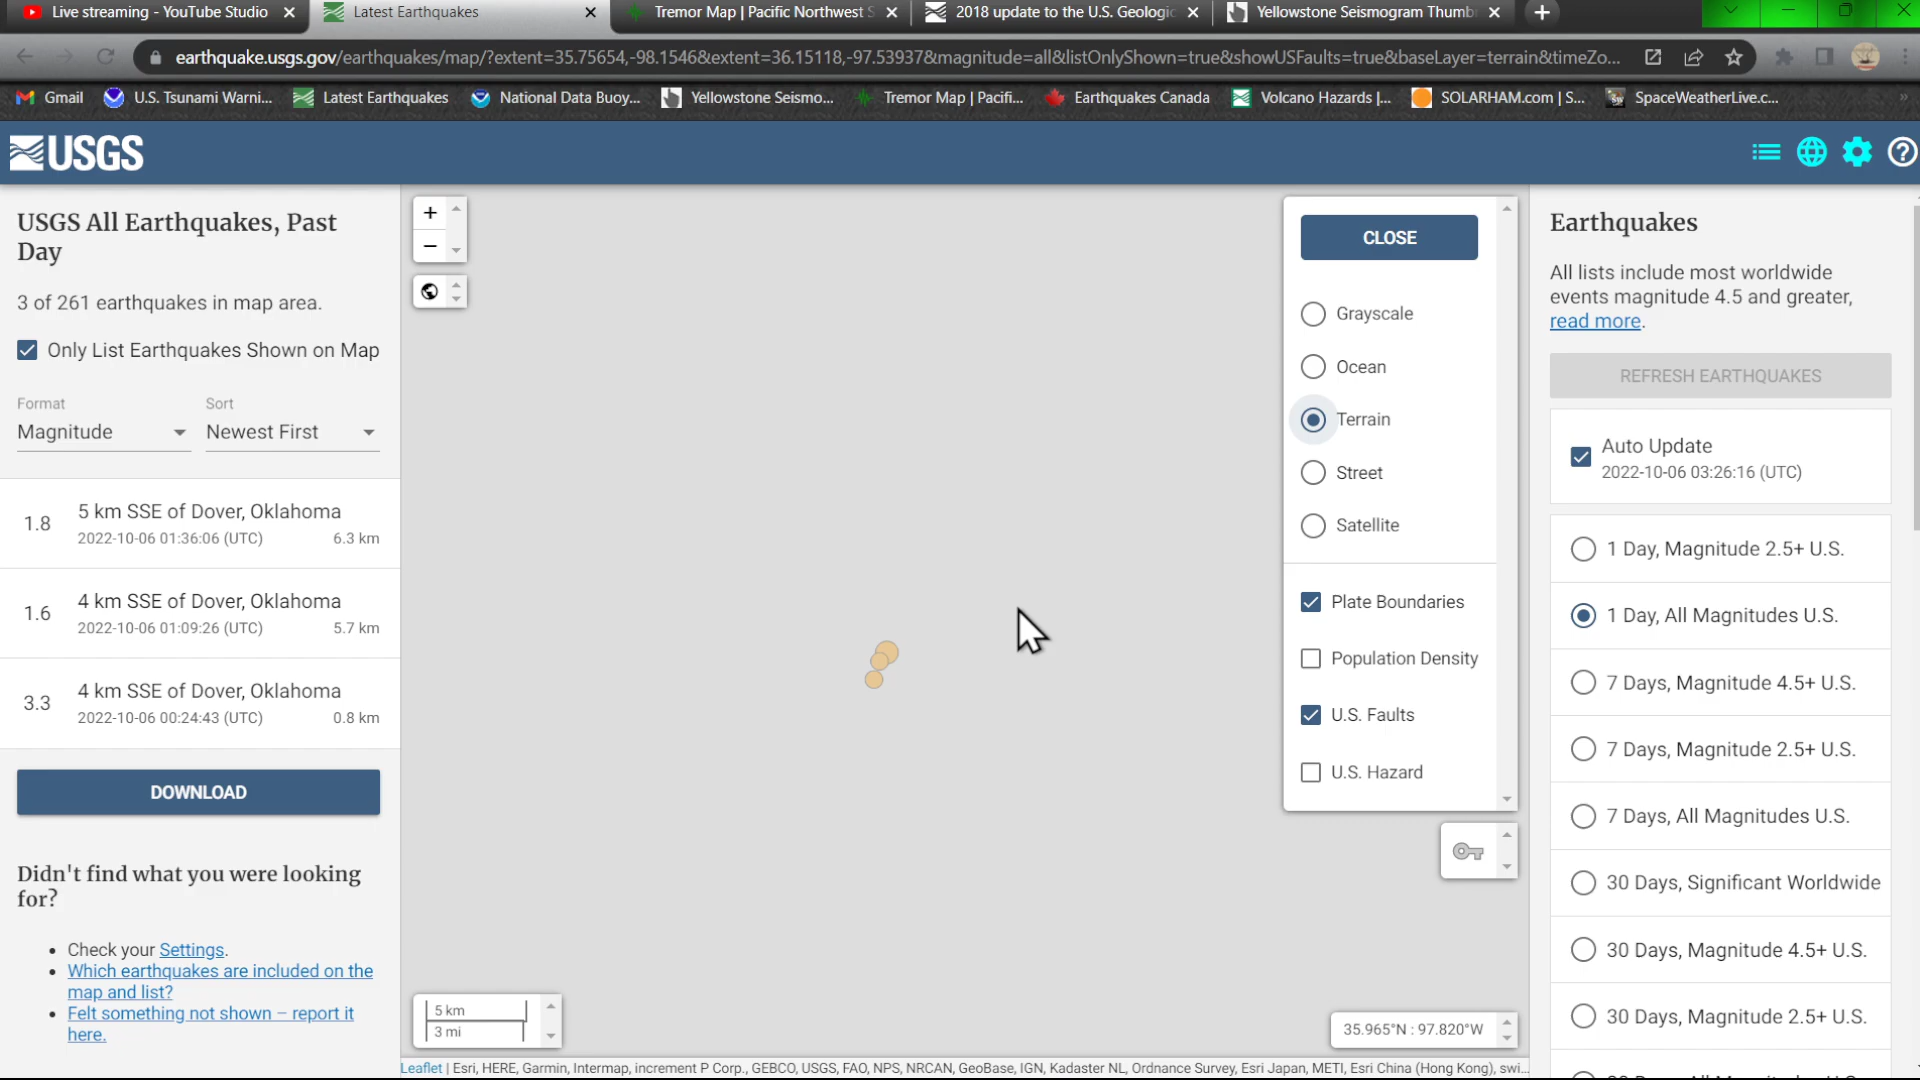 Live streaming - YouTube Studio
Latest Earthquakes
Tremor Map | Pacific Northwest S
2018 update to the U.S. Geologic
Yellowstone Seismogram Thumb
earthquake.usgs.gov/earthquakes/map/?extent=35.75654,-98.1546&extent=36.15118,-97.53937&magnitude=all&listOnlyShown=true&showUSFaults=true&baseLayer=terrain&timeZo...
Gmail
U.S. Tsunami Warni...
Latest Earthquakes
National Data Buoy...
Yellowstone Seismo...
Tremor Map | Pacifi...
Earthquakes Canada
Volcano Hazards |...
SOLARHAM.com | S...
SpaceWeatherLive.c...
USGS
USGS All Earthquakes, Past
Day
3 of 261 earthquakes in map area.
Only List Earthquakes Shown on Map
Format
Sort
Magnitude
Newest First
1.8
5 km SSE of Dover, Oklahoma
2022-10-06 01:36:06 (UTC)
6.3 km
1.6
4 km SSE of Dover, Oklahoma
2022-10-06 01:09:26 (UTC)
5.7 km
3.3
4 km SSE of Dover, Oklahoma
2022-10-06 00:24:43 (UTC)
0.8 km
DOWNLOAD
Didn't find what you were looking
for?
• Check your Settings.
• Which earthquakes are included on the
map and list?
• Felt something not shown – report it
here.
+
−
5 km
3 mi
CLOSE
Grayscale
Ocean
Terrain
Street
Satellite
Plate Boundaries
Population Density
U.S. Faults
U.S. Hazard
35.965°N : 97.820°W
Leaflet | Esri, HERE, Garmin, Intermap, increment P Corp., GEBCO, USGS, FAO, NPS, NRCAN, GeoBase, IGN, Kadaster NL, Ordnance Survey, Esri Japan, METI, Esri China (Hong Kong), swi...
Earthquakes
All lists include most worldwide
events magnitude 4.5 and greater,
read more.
REFRESH EARTHQUAKES
Auto Update
2022-10-06 03:26:16 (UTC)
1 Day, Magnitude 2.5+ U.S.
1 Day, All Magnitudes U.S.
7 Days, Magnitude 4.5+ U.S.
7 Days, Magnitude 2.5+ U.S.
7 Days, All Magnitudes U.S.
30 Days, Significant Worldwide
30 Days, Magnitude 4.5+ U.S.
30 Days, Magnitude 2.5+ U.S.